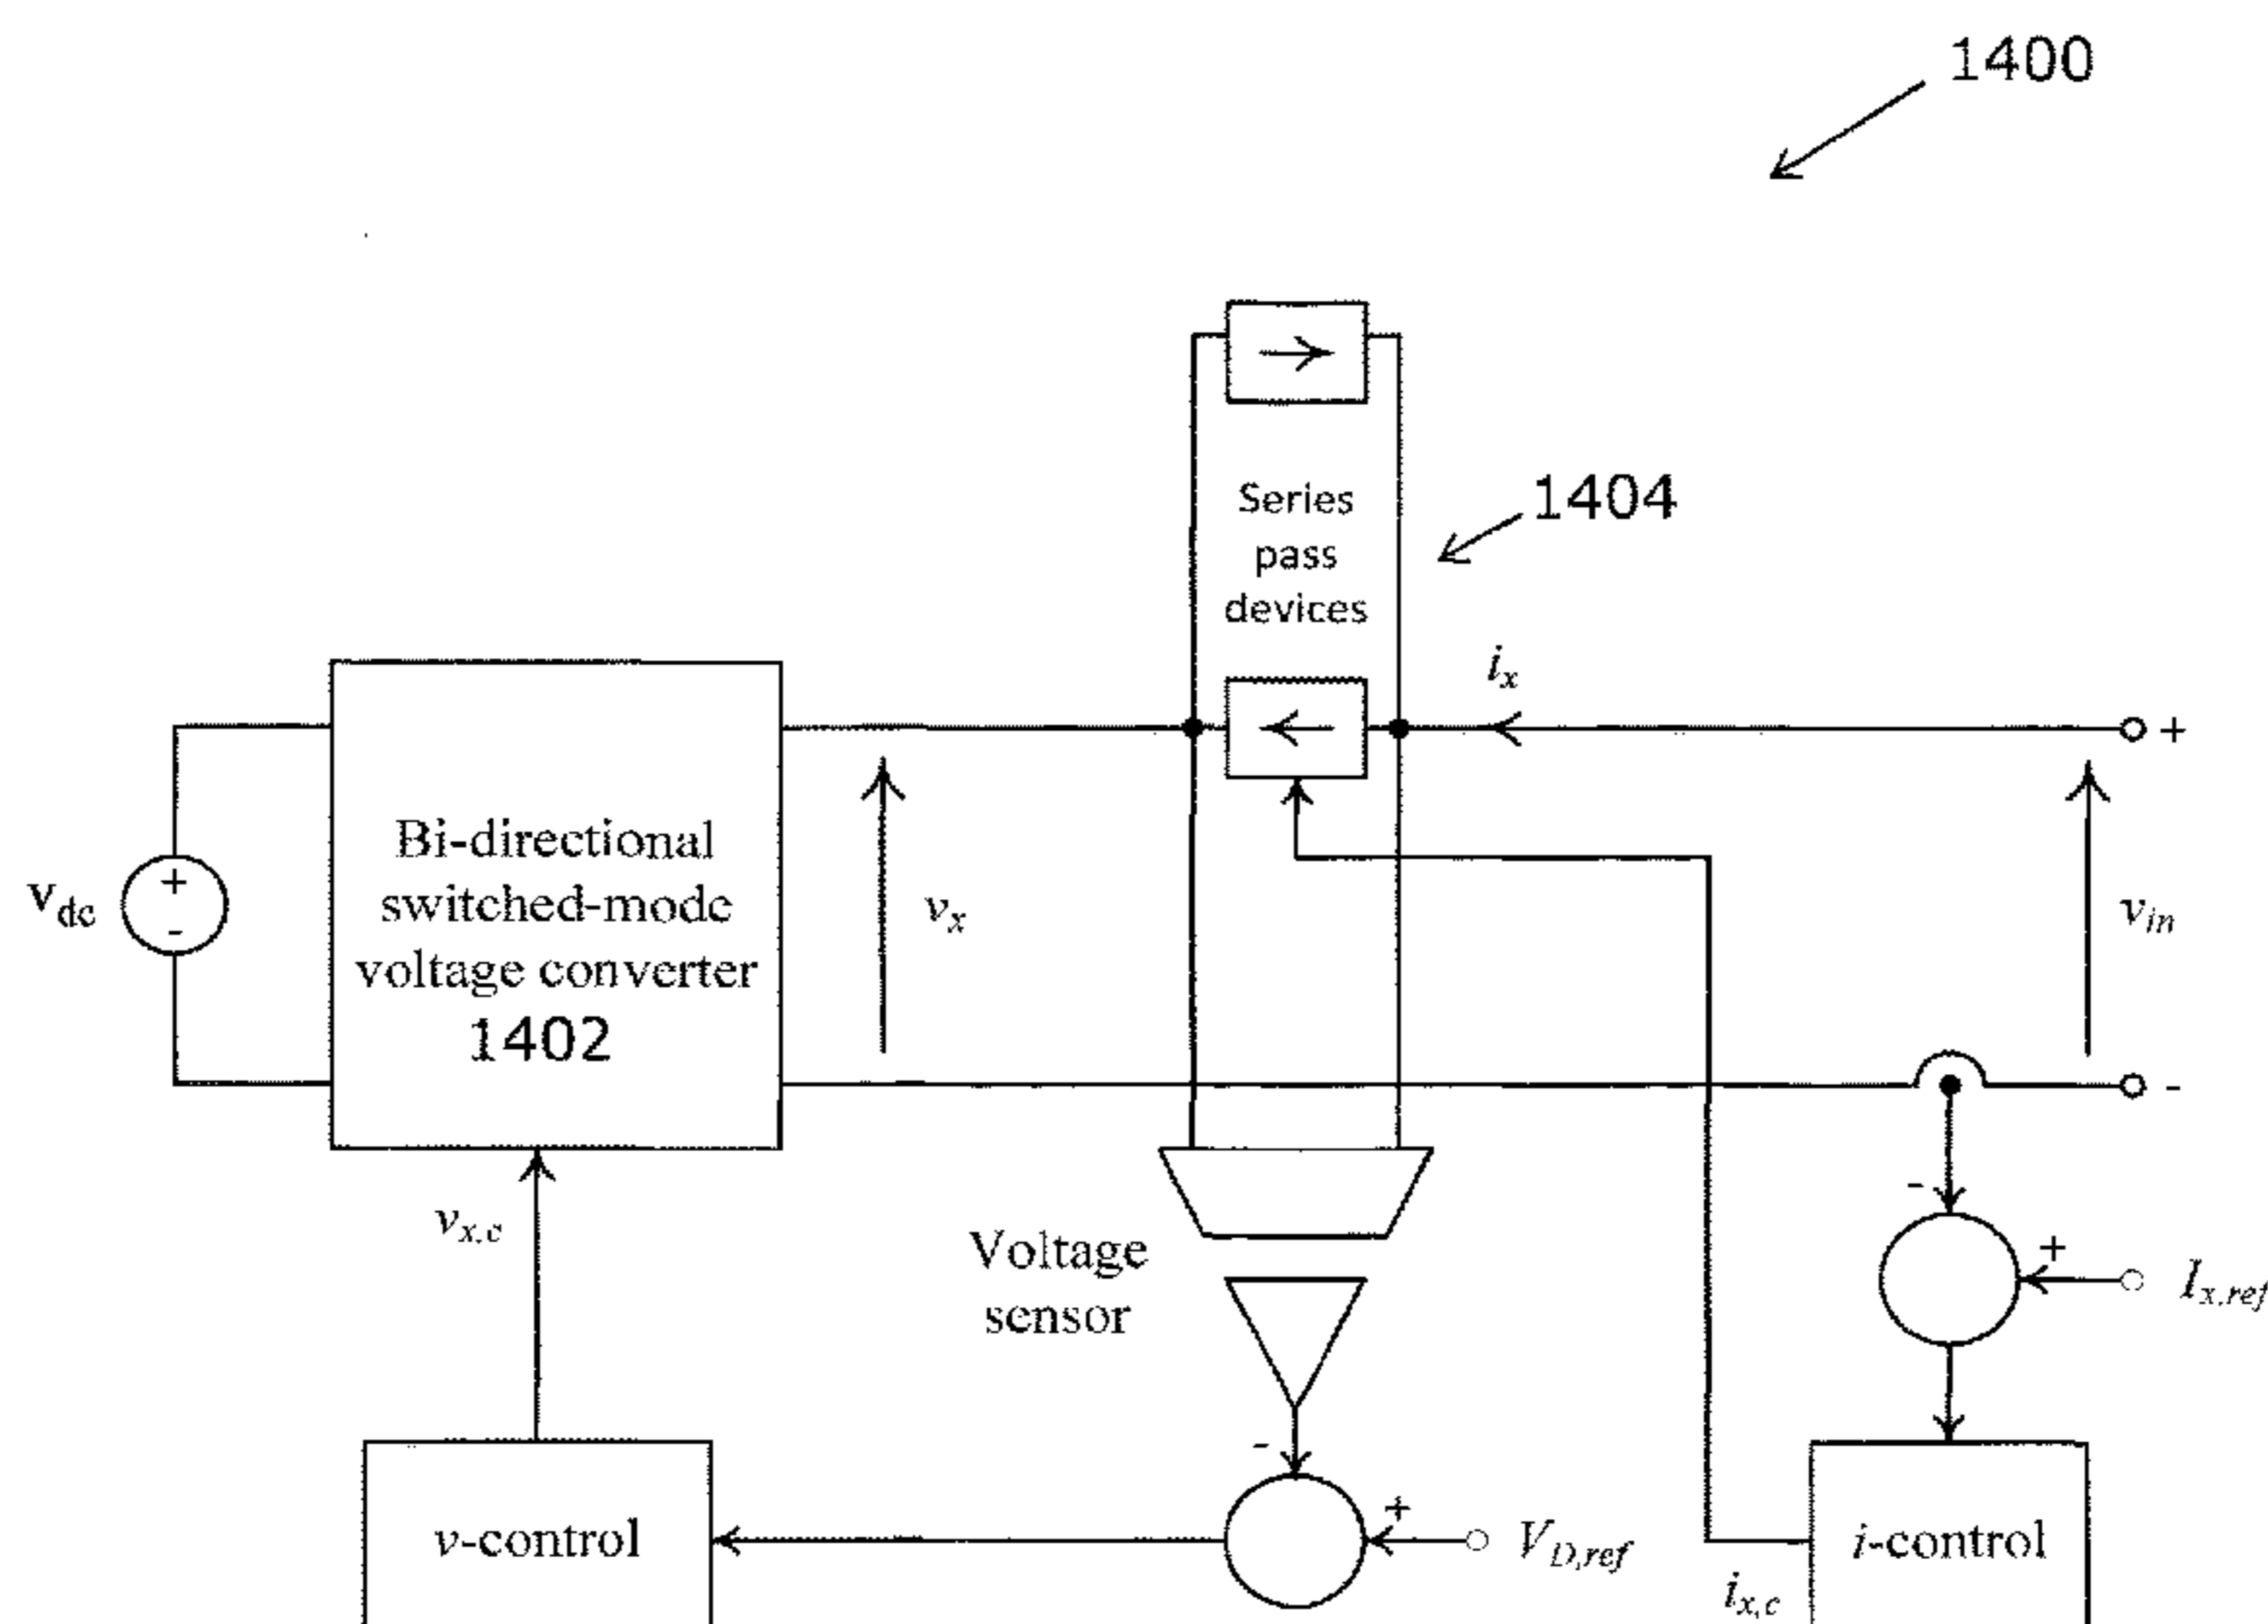 1400
Series
pass
devices
1404
i_x
+
Bi-directional
switched-mode
voltage converter
1402
v_dc
+
-
v_x
v_in
-
v_x,c
Voltage
sensor
-
+
I_x,ref
-
+
V_D,ref
v-control
i-control
i_x,c